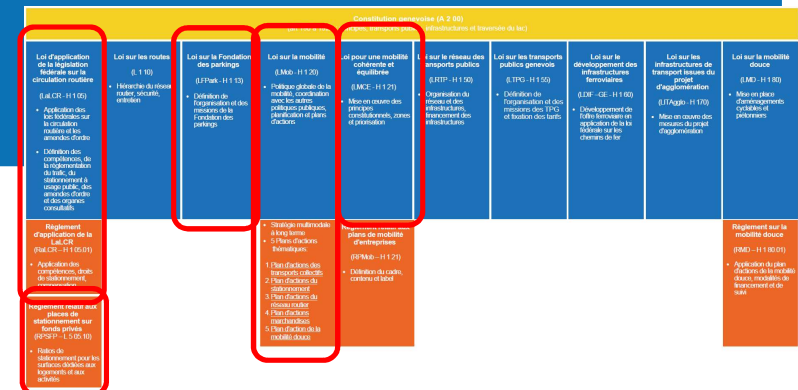 Constitution genevoise (A 2 00)
Loi d'application
de la législation
fédérale sur la
circulation routière
(LaLCR - H 1 05)
• Application des
lois fédérales sur
la circulation
routière et les
amendes d'ordre
• Définition des
compétences, de
la réglementation
du trafic, du
stationnement à
usage public, des
amendes d'ordre
et des organes
consultatifs
Règlement
d'application de la
LaLCR
(RaLCR – H 1 05.01)
• Application des
compétences, droits
de stationnement,
compensation
Règlement relatif aux
places de
stationnement sur
fonds privés
(RPSFP – L 5 05.10)
• Ratios de
stationnement pour les
surfaces dédiées aux
logements et aux
activités
Loi sur les routes
(L 1 10)
• Hiérarchie du réseau
routier, sécurité,
entretien
Loi sur la Fondation
des parkings
(LFPark - H 1 13)
• Définition de
l'organisation et des
missions de la
Fondation des
parkings
Loi sur la mobilité
(LMob - H 1 20)
• Politique globale de la
mobilité, coordination
avec les autres
politiques publiques,
planification et plans
d'actions
• Stratégie multimodale
à long terme
• 5 Plans d'actions
thématiques
1. Plan d'actions des
transports collectifs
2. Plan d'actions du
stationnement
3. Plan d'actions du
réseau routier
4. Plan d'actions
marchandises
5. Plan d'action de la
mobilité douce
Loi pour une mobilité
cohérente et
équilibrée
(LMCE - H 1 21)
• Mise en œuvre des
principes
constitutionnels, zones
et priorisation
Règlement relatif aux
plans de mobilité
d'entreprises
(RPMob – H 1 21)
• Définition du cadre,
contenu et label
Loi sur le réseau des
transports publics
(LRTP - H 1 50)
• Organisation du
réseau et des
infrastructures,
financement des
infrastructures
Loi sur les transports
publics genevois
(LTPG - H 1 55)
• Définition de
l'organisation et des
missions des TPG
et fixation des tarifs
Loi sur le
développement des
infrastructures
ferroviaires
(LDIF –GE - H 1 60)
• Développement de
l'offre ferroviaire en
application de la loi
fédérale sur les
chemins de fer
Loi sur les
infrastructures de
transport issues du
projet
d'agglomération
(LITAgglo - H 1 70)
• Mise en œuvre des
mesures du projet
d'agglomération
Loi sur la mobilité
douce
(LMD - H 1 80)
• Mise en place
d'aménagements
cyclables et
piétonniers
Règlement sur la
mobilité douce
(RMD – H 1 80.01)
• Application du plan
d'actions de la mobilité
douce, modalités de
financement et de
suivi